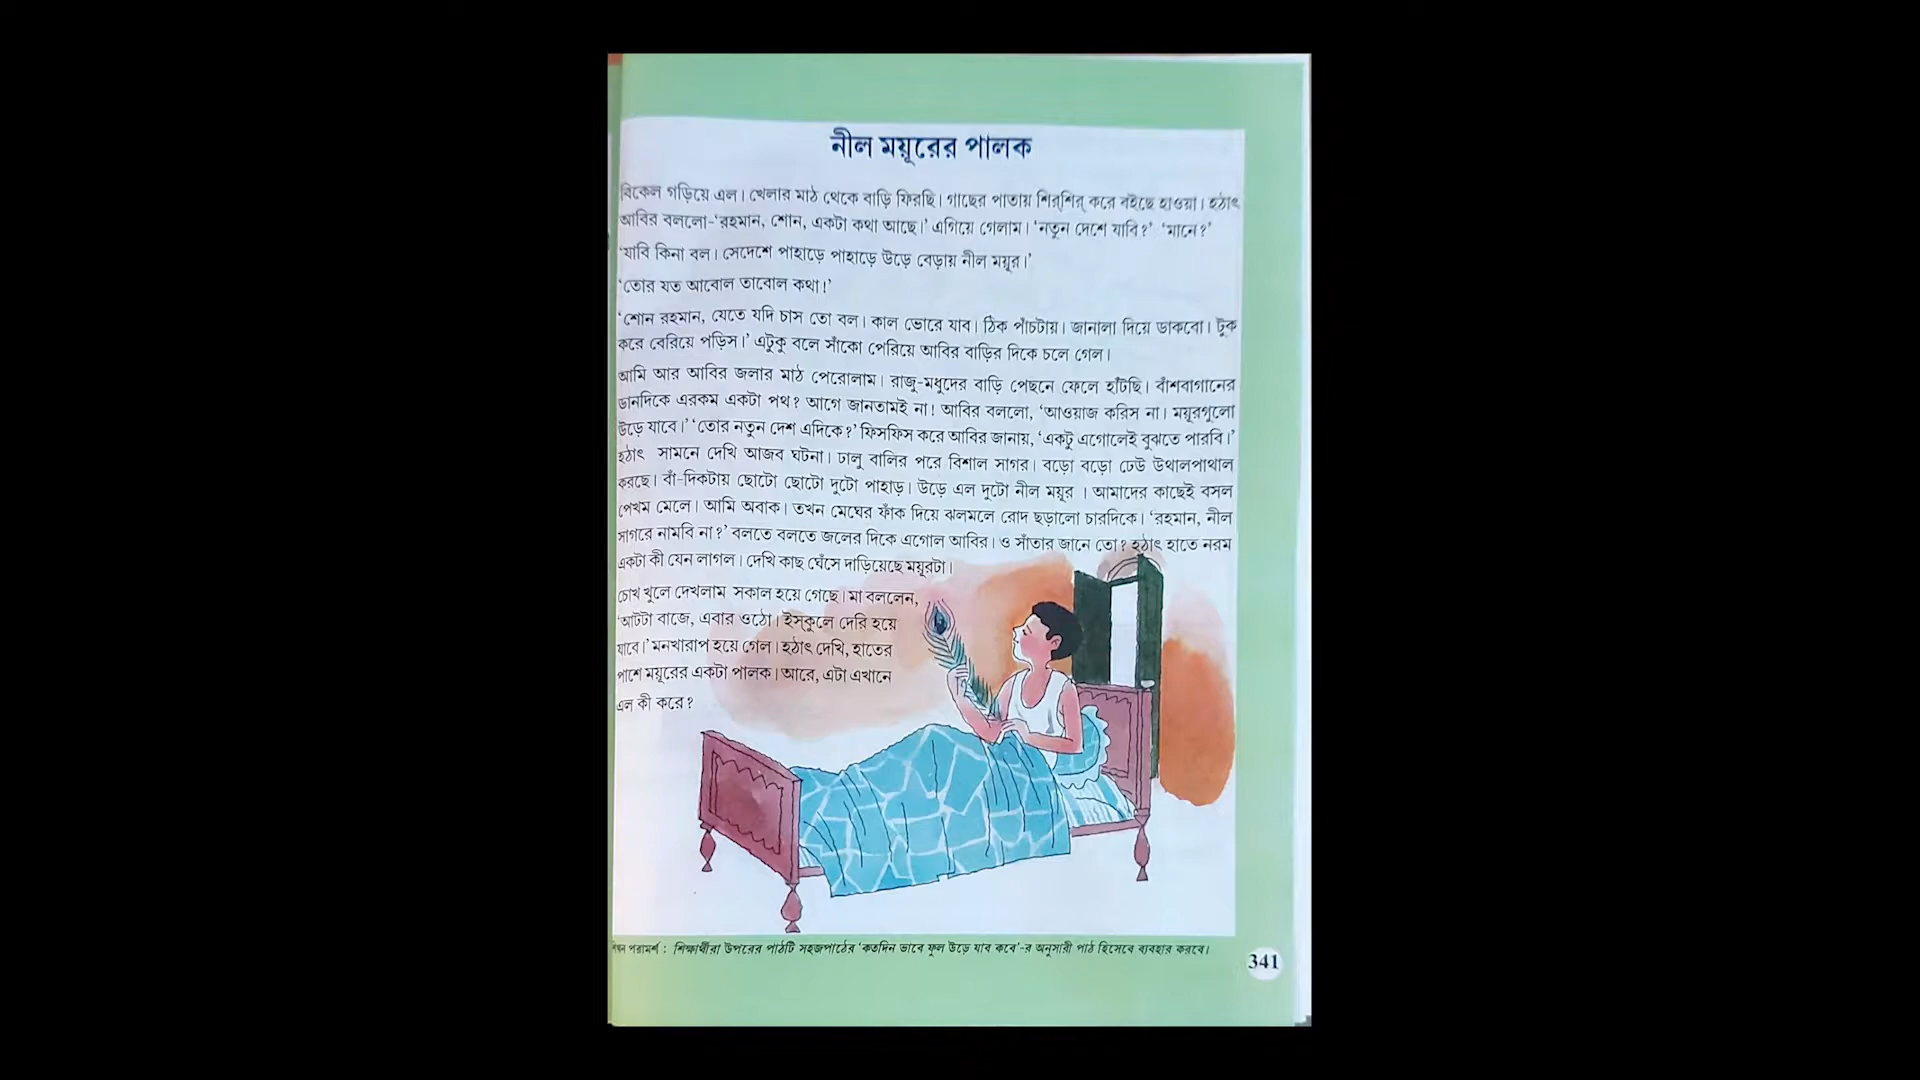 নীল ময়ূরের পালক
বিকেল গড়িয়ে এল। খেলার মাঠ থেকে বাড়ি ফিরছি। গাছের পাতায় শির্‌শির্‌ করে বইছে হাওয়া। হঠাৎ
আবির বললো-'রহমান, শোন, একটা কথা আছে।' এগিয়ে গেলাম। 'নতুন দেশে যাবি?' 'মানে?'
'যাবি কিনা বল। সেদেশে পাহাড়ে পাহাড়ে উড়ে বেড়ায় নীল ময়ূর।'
'তোর যত আবোল তাবোল কথা!'
'শোন রহমান, যেতে যদি চাস তো বল। কাল ভোরে যাব। ঠিক পাঁচটায়। জানালা দিয়ে ডাকবো। টুক
করে বেরিয়ে পড়িস।' এটুকু বলে সাঁকো পেরিয়ে আবির বাড়ির দিকে চলে গেল।
আমি আর আবির জলার মাঠ পেরোলাম। রাজু-মধুদের বাড়ি পেছনে ফেলে হাঁটছি। বাঁশবাগানের
ডানদিকে এরকম একটা পথ? আগে জানতামই না! আবির বললো, 'আওয়াজ করিস না। ময়ূরগুলো
উড়ে যাবে।' 'তোর নতুন দেশ এদিকে?' ফিসফিস করে আবির জানায়, 'একটু এগোলেই বুঝতে পারবি।'
হঠাৎ সামনে দেখি আজব ঘটনা। ঢালু বালির পরে বিশাল সাগর। বড়ো বড়ো ঢেউ উথালপাথাল
করছে। বাঁ-দিকটায় ছোটো ছোটো দুটো পাহাড়। উড়ে এল দুটো নীল ময়ূর । আমাদের কাছেই বসল
পেখম মেলে। আমি অবাক। তখন মেঘের ফাঁক দিয়ে ঝলমলে রোদ ছড়ালো চারদিকে। 'রহমান, নীল
সাগরে নামবি না?' বলতে বলতে জলের দিকে এগোল আবির। ও সাঁতার জানে তো? হঠাৎ হাতে নরম
একটা কী যেন লাগল। দেখি কাছ ঘেঁসে দাড়িয়েছে ময়ূরটা।
চোখ খুলে দেখলাম সকাল হয়ে গেছে। মা বললেন,
'আটটা বাজে, এবার ওঠো। ইস্‌কুলে দেরি হয়ে
যাবে।' মনখারাপ হয়ে গেল। হঠাৎ দেখি, হাতের
পাশে ময়ূরের একটা পালক। আরে, এটা এখানে
এল কী করে?
পরামর্শ : শিক্ষার্থীরা উপরের পাঠটি সহজপাঠের 'কতদিন ভাবে ফুল উড়ে যাব কবে'-র অনুসারী পাঠ হিসেবে ব্যবহার করবে।
341